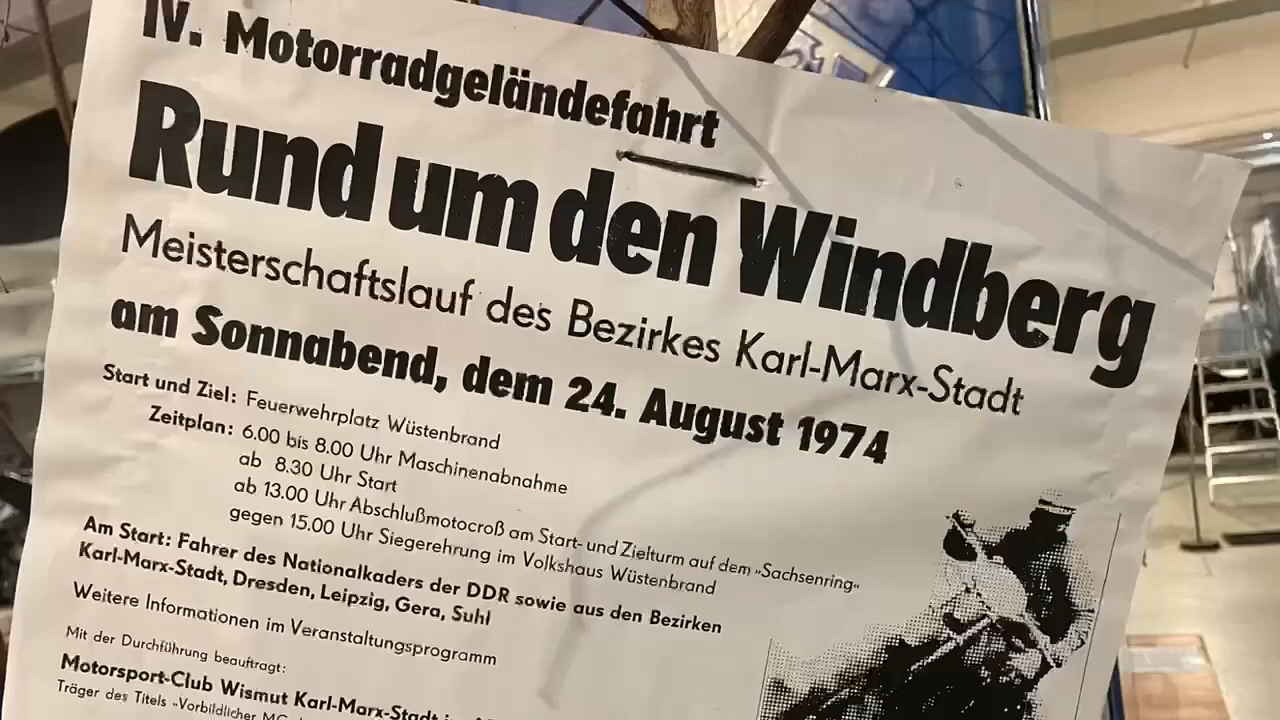 IV. Motorradgeländefahrt
Rund um den Windberg
Meisterschaftslauf des Bezirkes Karl-Marx-Stadt
am Sonnabend, dem 24. August 1974
Start und Ziel: Feuerwehrplatz Wüstenbrand
Zeitplan: 6.00 bis 8.00 Uhr Maschinenabnahme
ab 8.30 Uhr Start
ab 13.00 Uhr Abschlußmotocroß am Start- und Zielturm auf dem »Sachsenring«
gegen 15.00 Uhr Siegerehrung im Volkshaus Wüstenbrand
Am Start: Fahrer des Nationalkaders der DDR sowie aus den Bezirken
Karl-Marx-Stadt, Dresden, Leipzig, Gera, Suhl
Weitere Informationen im Veranstaltungsprogramm
Mit der Durchführung beauftragt:
Motorsport-Club Wismut Karl-Marx-Stadt
Träger des Titels »Vorbildlicher